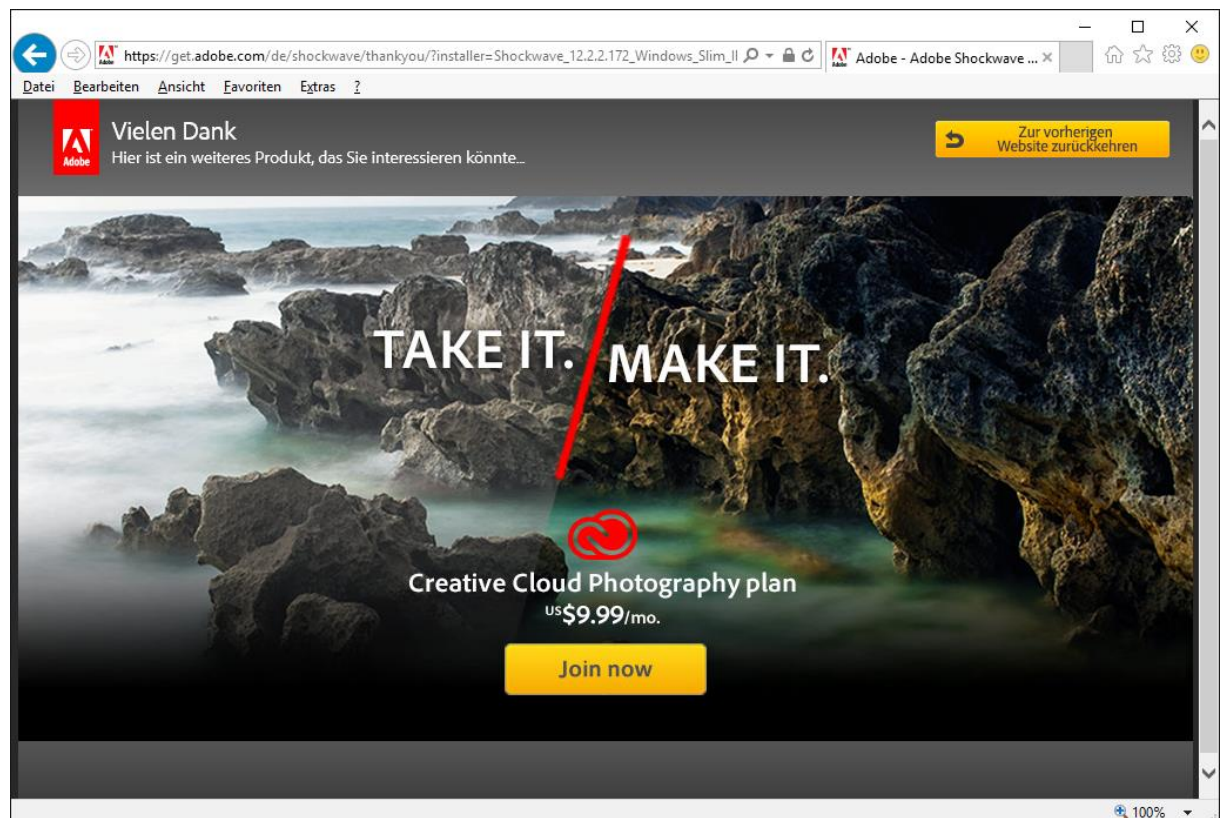 https://get.adobe.com/de/shockwave/thankyou/?installer=Shockwave_12.2.2.172_Windows_Slim_II
Adobe - Adobe Shockwave ...
Datei Bearbeiten Ansicht Favoriten Extras ?
Adobe
Vielen Dank
Hier ist ein weiteres Produkt, das Sie interessieren könnte...
Zur vorherigen
Website zurückkehren
TAKE IT.
MAKE IT.
Creative Cloud Photography plan
US$9.99/mo.
Join now
100%